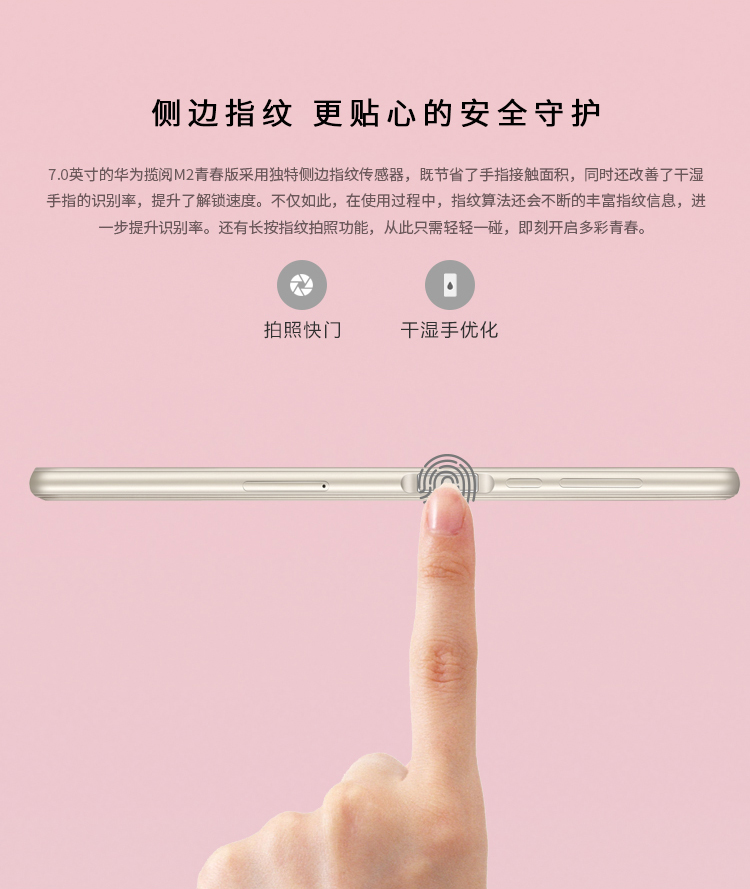 侧边指纹 更贴心的安全守护
7.0英寸的华为揽阅M2青春版采用独特侧边指纹传感器，既节省了手指接触面积，同时还改善了干湿
手指的识别率，提升了解锁速度。不仅如此，在使用过程中，指纹算法还会不断的丰富指纹信息，进
一步提升识别率。还有长按指纹拍照功能，从此只需轻轻一碰，即刻开启多彩青春。
拍照快门
干湿手优化